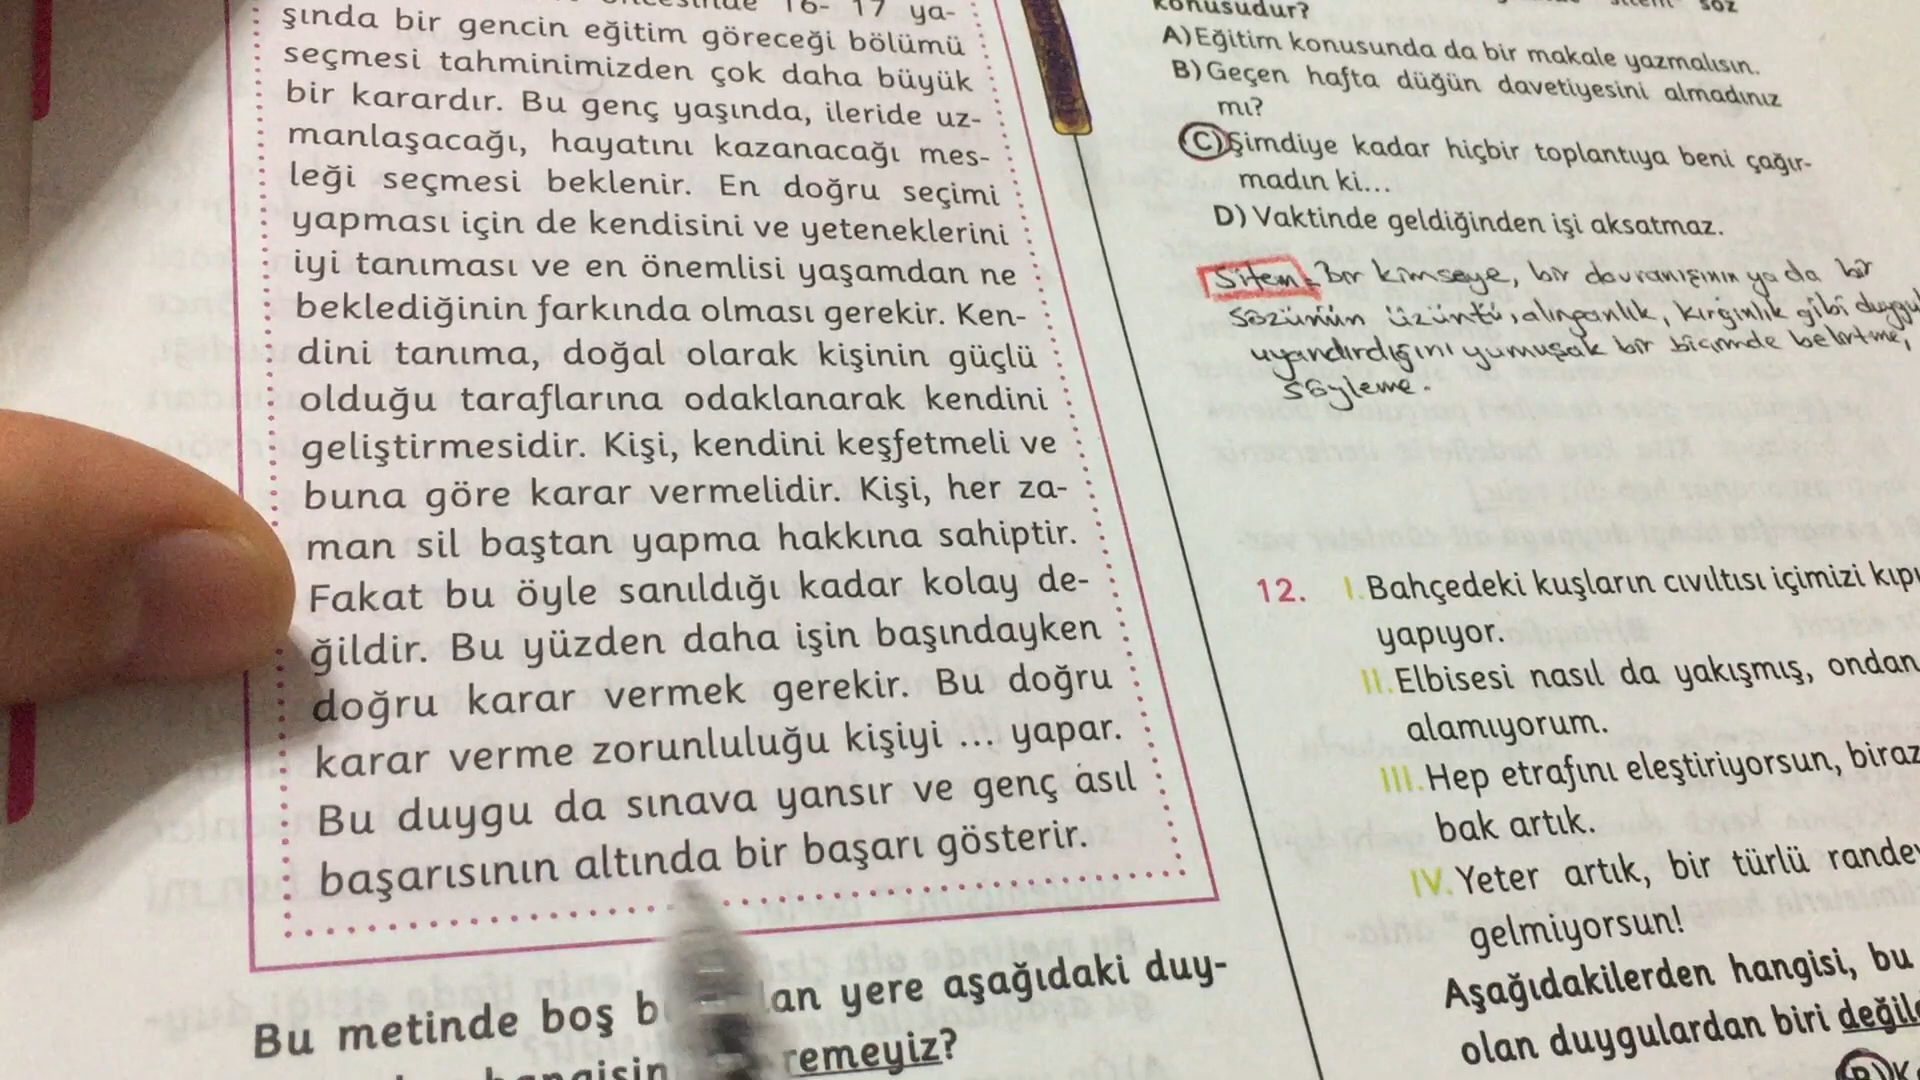 16- 17 ya-
şında bir gencin eğitim göreceği bölümü
seçmesi tahminimizden çok daha büyük
bir karardır. Bu genç yaşında, ileride uz-
manlaşacağı, hayatını kazanacağı mes-
leği seçmesi beklenir. En doğru seçimi
yapması için de kendisini ve yeteneklerini
iyi tanıması ve en önemlisi yaşamdan ne
beklediğinin farkında olması gerekir. Ken-
dini tanıma, doğal olarak kişinin güçlü
olduğu taraflarına odaklanarak kendini
geliştirmesidir. Kişi, kendini keşfetmeli ve
buna göre karar vermelidir. Kişi, her za-
man sil baştan yapma hakkına sahiptir.
Fakat bu öyle sanıldığı kadar kolay de-
ğildir. Bu yüzden daha işin başındayken
doğru karar vermek gerekir. Bu doğru
karar verme zorunluluğu kişiyi ... yapar.
Bu duygu da sınava yansır ve genç asıl
başarısının altında bir başarı gösterir.
Bu metinde boş yere aşağıdaki duy-
remeyiz?
söz
konusudur?
A) Eğitim konusunda da bir makale yazmalısın.
B) Geçen hafta düğün davetiyesini almadınız
mı?
C) Şimdiye kadar hiçbir toplantıya beni çağır-
madın ki...
D) Vaktinde geldiğinden işi aksatmaz.
Sitem = Bir kimseye, bir davranışının ya da bir
sözünün üzüntü, alınganlık, kırgınlık gibi duygu
uyandırdığını yumuşak bir biçimde belirtme,
söyleme.
12. I. Bahçedeki kuşların cıvıltısı içimizi kıpı
yapıyor.
II. Elbisesi nasıl da yakışmış, ondan
alamıyorum.
III. Hep etrafını eleştiriyorsun, biraz
bak artık.
IV. Yeter artık, bir türlü randev
gelmiyorsun!
Aşağıdakilerden hangisi, bu
olan duygulardan biri değild